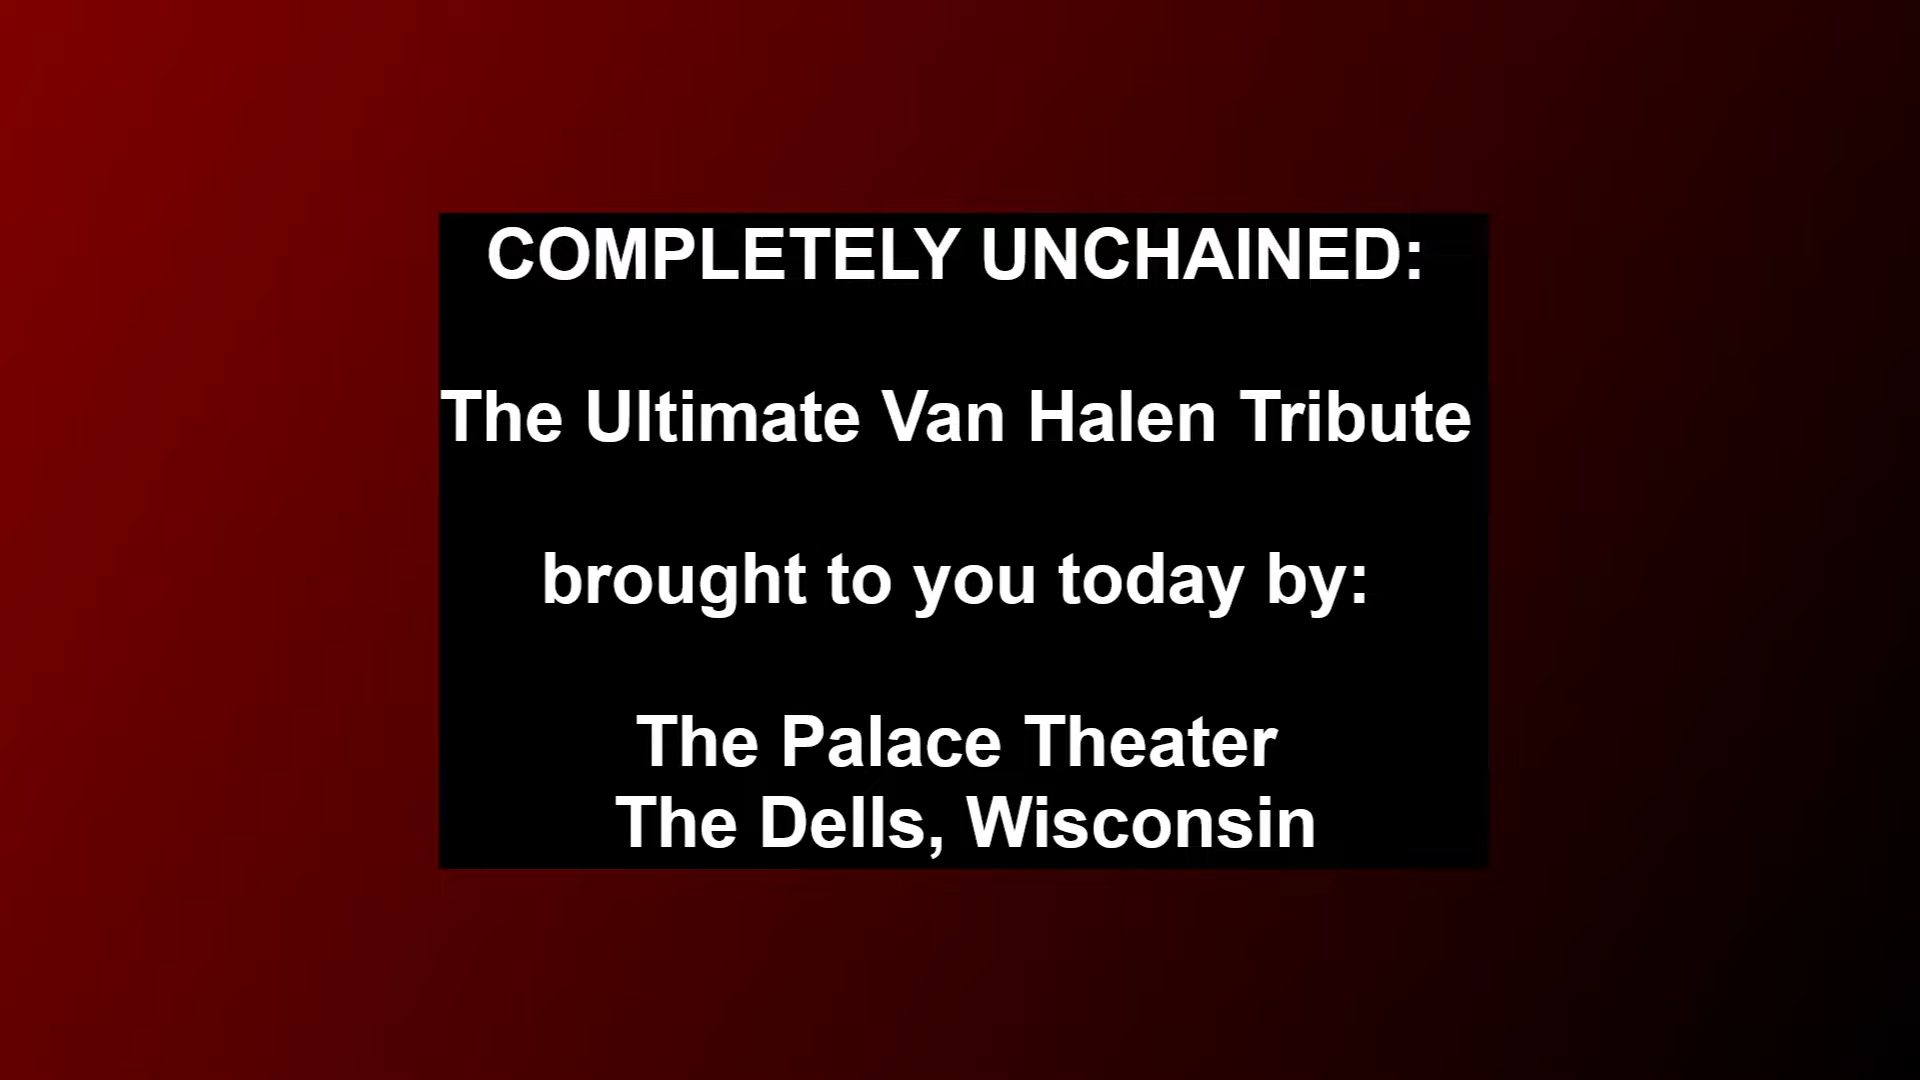 COMPLETELY UNCHAINED:
The Ultimate Van Halen Tribute
brought to you today by:
The Palace Theater
The Dells, Wisconsin